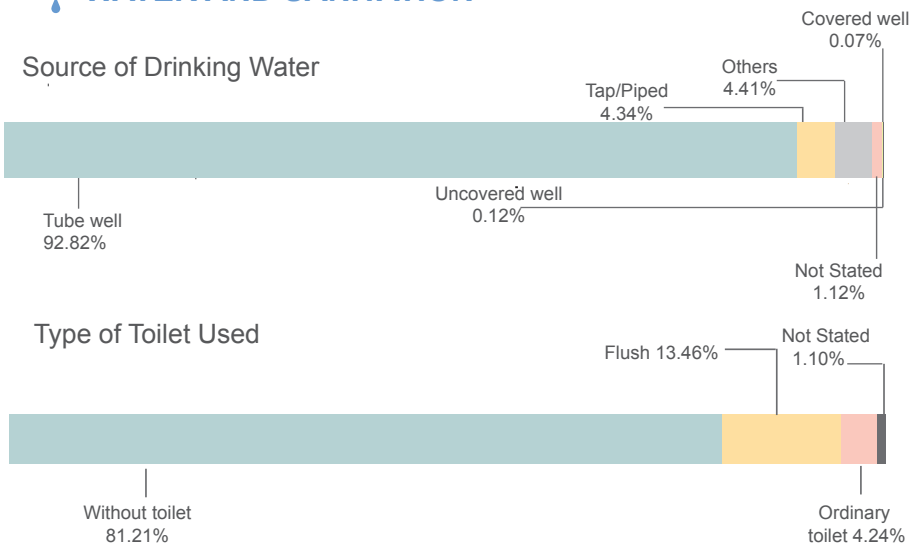 Source of Drinking Water
Covered well
0.07%
Others
4.41%
Tap/Piped
4.34%
Uncovered well
0.12%
Tube well
92.82%
Not Stated
1.12%
Type of Toilet Used
Flush 13.46%
Not Stated
1.10%
Without toilet
81.21%
Ordinary
toilet 4.24%